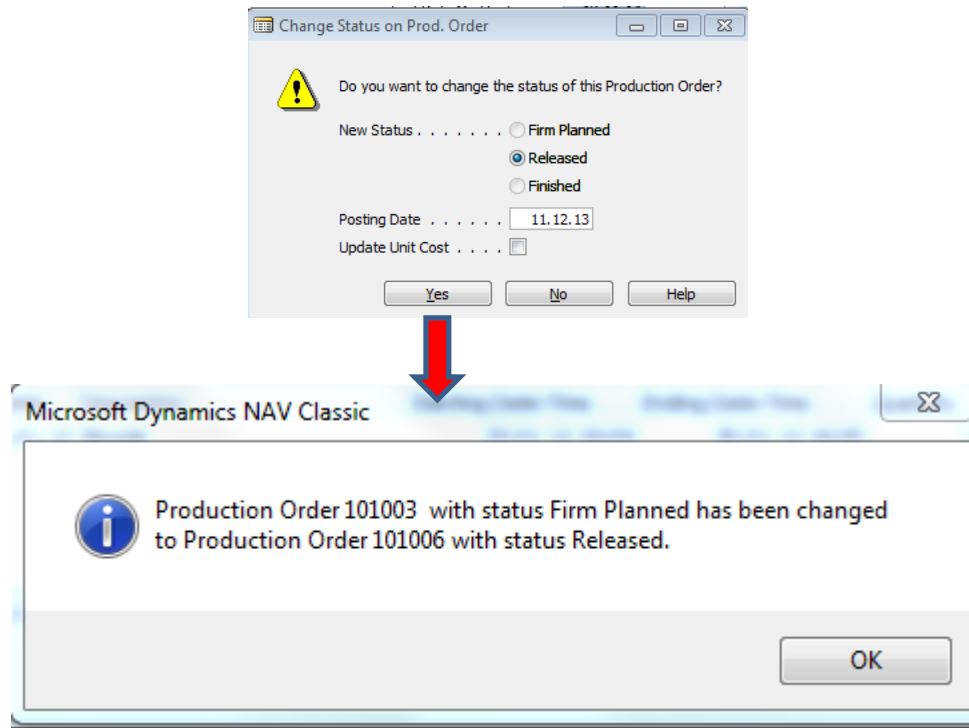 Change Status on Prod. Order
Do you want to change the status of this Production Order?
New Status . . . . . . . Firm Planned
Released
Finished
Posting Date . . . . . . 11.12.13
Update Unit Cost . . . .
Yes No Help
Microsoft Dynamics NAV Classic
Production Order 101003 with status Firm Planned has been changed
to Production Order 101006 with status Released.
OK